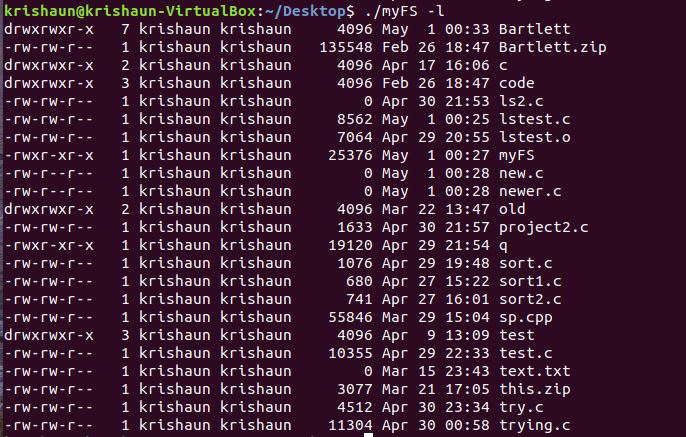 krishaun@krishaun-VirtualBox:~/Desktop$ ./myFS -l
drwxrwxr-x   7 krishaun krishaun     4096 May  1 00:33 Bartlett
-rw-rw-r--   1 krishaun krishaun   135548 Feb 26 18:47 Bartlett.zip
drwxrwxr-x   2 krishaun krishaun     4096 Apr 17 16:06 c
drwxrwxr-x   3 krishaun krishaun     4096 Feb 26 18:47 code
-rw-rw-r--   1 krishaun krishaun        0 Apr 30 21:53 ls2.c
-rw-rw-r--   1 krishaun krishaun     8562 May  1 00:25 lstest.c
-rw-rw-r--   1 krishaun krishaun     7064 Apr 29 20:55 lstest.o
-rwxr-xr-x   1 krishaun krishaun    25376 May  1 00:27 myFS
-rw-rw-r--   1 krishaun krishaun        0 May  1 00:28 new.c
-rw-rw-r--   1 krishaun krishaun        0 May  1 00:28 newer.c
drwxrwxr-x   2 krishaun krishaun     4096 Mar 22 13:47 old
-rw-rw-r--   1 krishaun krishaun     1633 Apr 30 21:57 project2.c
-rwxr-xr-x   1 krishaun krishaun    19120 Apr 29 21:54 q
-rw-rw-r--   1 krishaun krishaun     1076 Apr 29 19:48 sort.c
-rw-rw-r--   1 krishaun krishaun      680 Apr 27 15:22 sort1.c
-rw-rw-r--   1 krishaun krishaun      741 Apr 27 16:01 sort2.c
-rw-rw-r--   1 krishaun krishaun    55846 Mar 29 15:04 sp.cpp
drwxrwxr-x   3 krishaun krishaun     4096 Apr  9 13:09 test
-rw-rw-r--   1 krishaun krishaun    10355 Apr 29 22:33 test.c
-rw-rw-r--   1 krishaun krishaun        0 Mar 15 23:43 text.txt
-rw-rw-r--   1 krishaun krishaun     3077 Mar 21 17:05 this.zip
-rw-rw-r--   1 krishaun krishaun     4512 Apr 30 23:34 try.c
-rw-rw-r--   1 krishaun krishaun    11304 Apr 30 00:58 trying.c